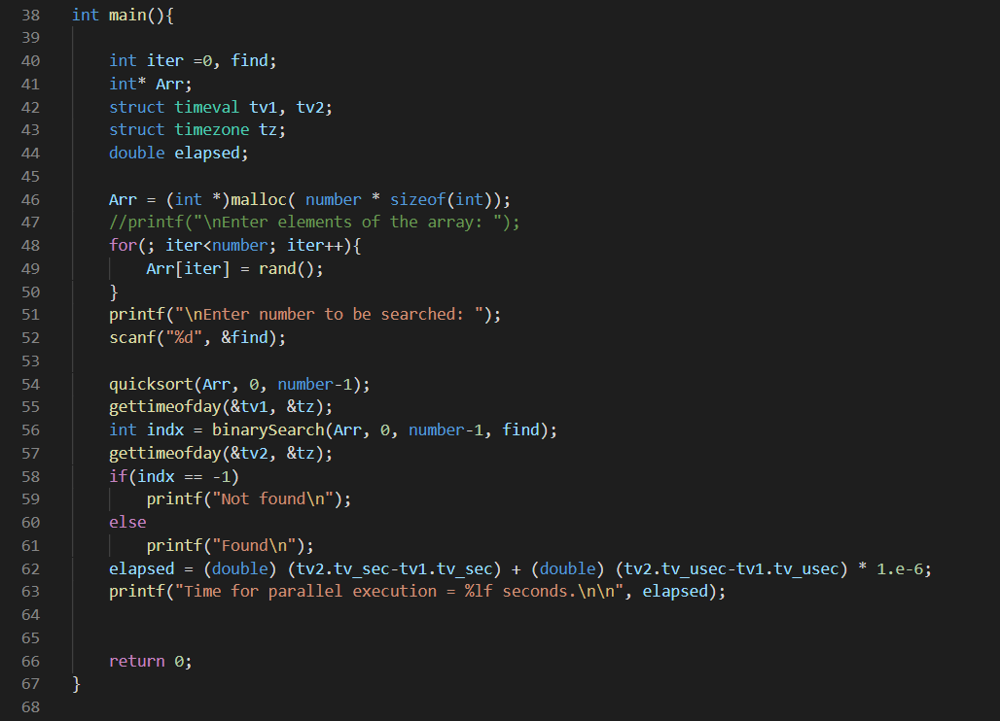 38 int main(){
39
40     int iter =0, find;
41     int* Arr;
42     struct timeval tv1, tv2;
43     struct timezone tz;
44     double elapsed;
45
46     Arr = (int *)malloc( number * sizeof(int));
47     //printf("\nEnter elements of the array: ");
48     for(; iter<number; iter++){
49         Arr[iter] = rand();
50     }
51     printf("\nEnter number to be searched: ");
52     scanf("%d", &find);
53
54     quicksort(Arr, 0, number-1);
55     gettimeofday(&tv1, &tz);
56     int indx = binarySearch(Arr, 0, number-1, find);
57     gettimeofday(&tv2, &tz);
58     if(indx == -1)
59         printf("Not found\n");
60     else
61         printf("Found\n");
62     elapsed = (double) (tv2.tv_sec-tv1.tv_sec) + (double) (tv2.tv_usec-tv1.tv_usec) * 1.e-6;
63     printf("Time for parallel execution = %lf seconds.\n\n", elapsed);
64
65
66     return 0;
67 }
68